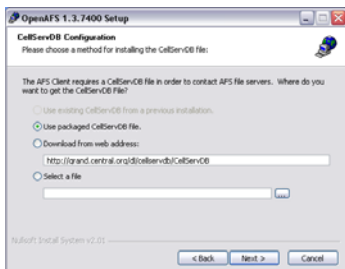 OpenAFS 1.3.7400 Setup
CellServDB Configuration
Please choose a method for installing the CellServDB file:
The AFS Client requires a CellServDB file in order to contact AFS file servers. Where do you
want to get the CellServDB File?
Use existing CellServDB from a previous installation.
Use packaged CellServDB file.
Download from web address:
http://grand.central.org/dl/cellservdb/CellServDB
Select a file
...
Nullsoft Install System v2.01
< Back
Next >
Cancel